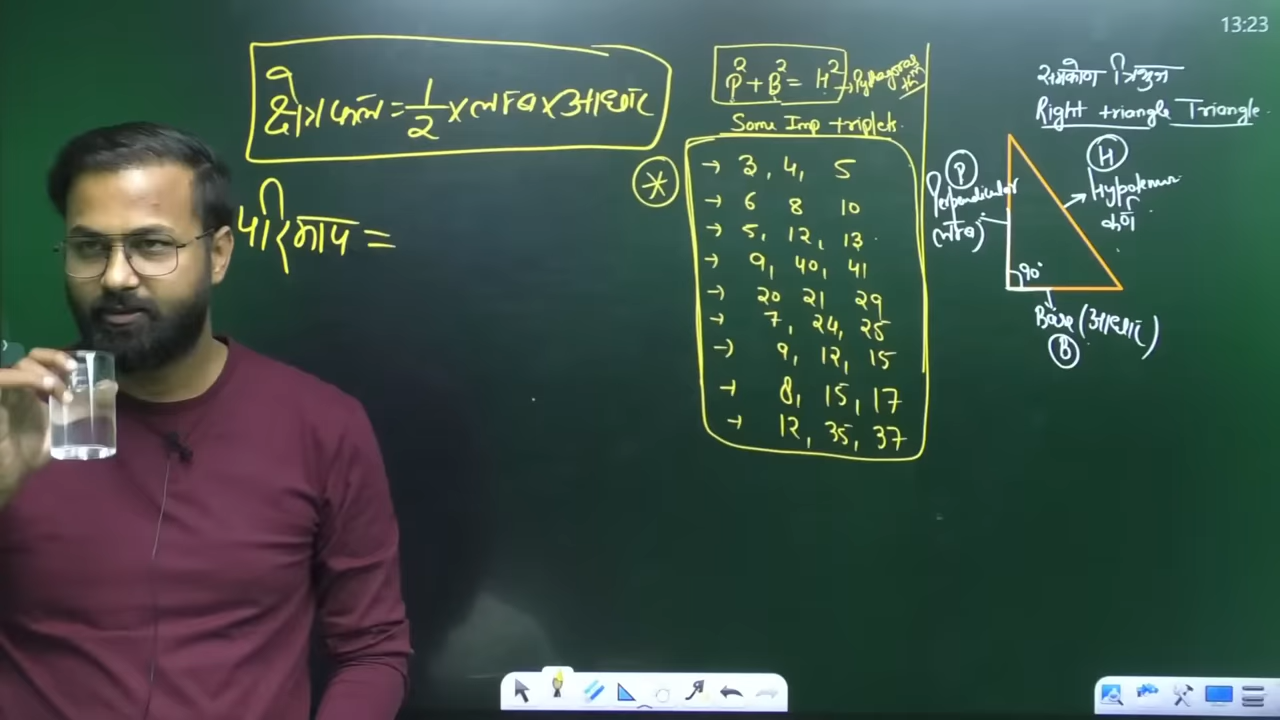 13:23
क्षेत्रफल = 1/2 × लम्ब × आधार
परिमाप =
P² + B² = H² → Pythagoras thm
Some Imp triplets.
→ 3, 4, 5
→ 6 8 10
→ 5, 12, 13
→ 9, 40, 41
→ 20 21 29
→ 7, 24, 25
→ 9, 12, 15
→ 8, 15, 17
→ 12, 35, 37
समकोण त्रिभुज
Right triangle Triangle
P
Perpendicular
(लम्ब)
H
Hypotenus
कर्ण
90°
Base (आधार)
B